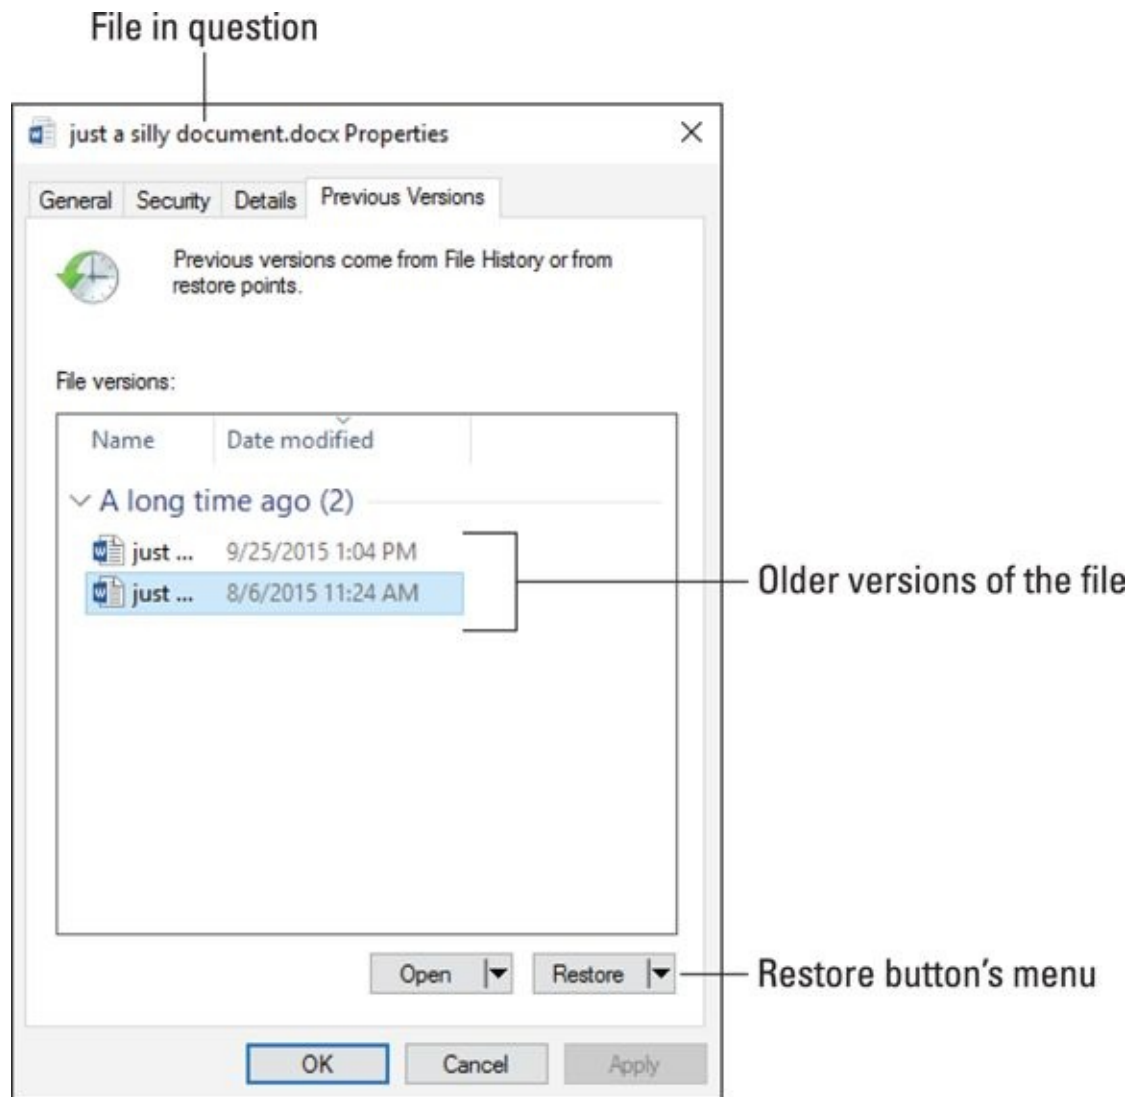 File in question
just a silly document.docx Properties
General Security Details Previous Versions
Previous versions come from File History or from
restore points.
File versions:
Name Date modified
A long time ago (2)
just ... 9/25/2015 1:04 PM
just ... 8/6/2015 11:24 AM
Older versions of the file
Open Restore
Restore button's menu
OK Cancel Apply